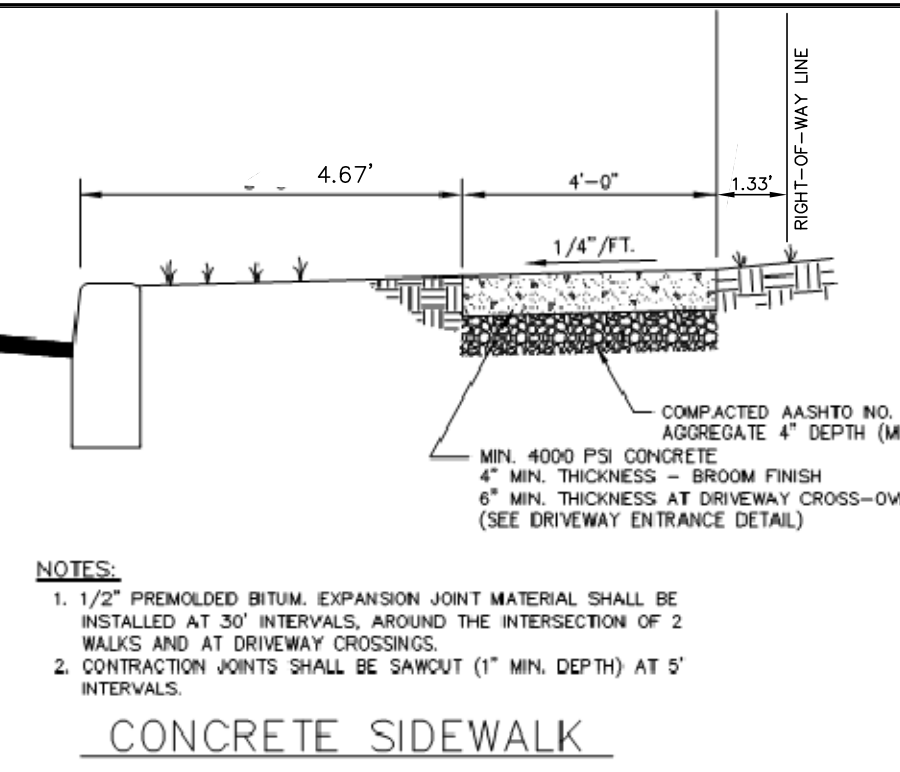 RIGHT-OF-WAY LINE
4.67'
4'-0"
1.33'
1/4"/FT.
COMPACTED AASHTO NO.
AGGREGATE 4" DEPTH
MIN. 4000 PSI CONCRETE
4" MIN. THICKNESS - BROOM FINISH
6" MIN. THICKNESS AT DRIVEWAY
(SEE DRIVEWAY ENTRANCE DETAIL)
NOTES:
1. 1/2" PREMOLDED BITUM. EXPANSION JOINT MATERIAL SHALL BE
INSTALLED AT 30' INTERVALS, AROUND THE INTERSECTION OF 2
WALKS AND AT DRIVEWAY CROSSINGS.
2. CONTRACTION JOINTS SHALL BE SAWCUT (1" MIN. DEPTH) AT 5'
INTERVALS.
CONCRETE SIDEWALK